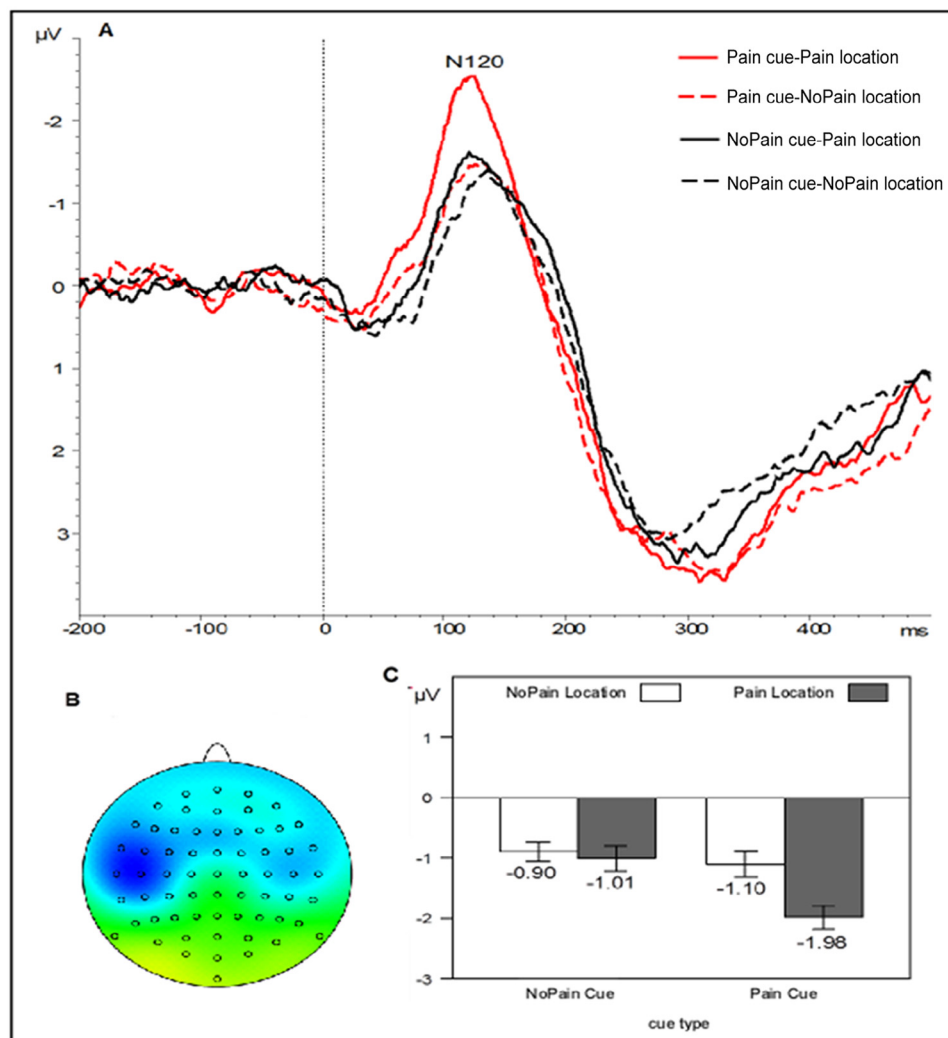 A
µV
N120
Pain cue-Pain location
Pain cue-NoPain location
NoPain cue-Pain location
NoPain cue-NoPain location
-2
-1
0
1
2
3
-200
-100
0
100
200
300
400
ms
B
C
µV
NoPain Location
Pain Location
1
0
-1
-2
-3
-0.90
-1.01
-1.10
-1.98
NoPain Cue
Pain Cue
cue type